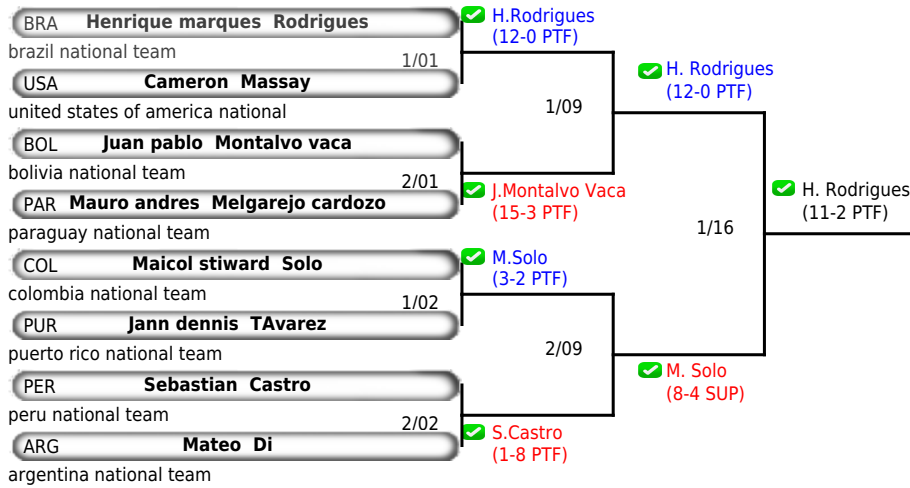 BRA Henrique marques Rodrigues
brazil national team
1/01
USA Cameron Massay
united states of america national
BOL Juan pablo Montalvo vaca
bolivia national team
2/01
PAR Mauro andres Melgarejo cardozo
paraguay national team
COL Maicol stiward Solo
colombia national team
1/02
PUR Jann dennis TAvarez
puerto rico national team
PER Sebastian Castro
peru national team
2/02
ARG Mateo Di
argentina national team
H.Rodrigues
(12-0 PTF)
1/09
J.Montalvo Vaca
(15-3 PTF)
M.Solo
(3-2 PTF)
2/09
S.Castro
(1-8 PTF)
H. Rodrigues
(12-0 PTF)
1/16
M. Solo
(8-4 SUP)
H. Rodrigues
(11-2 PTF)